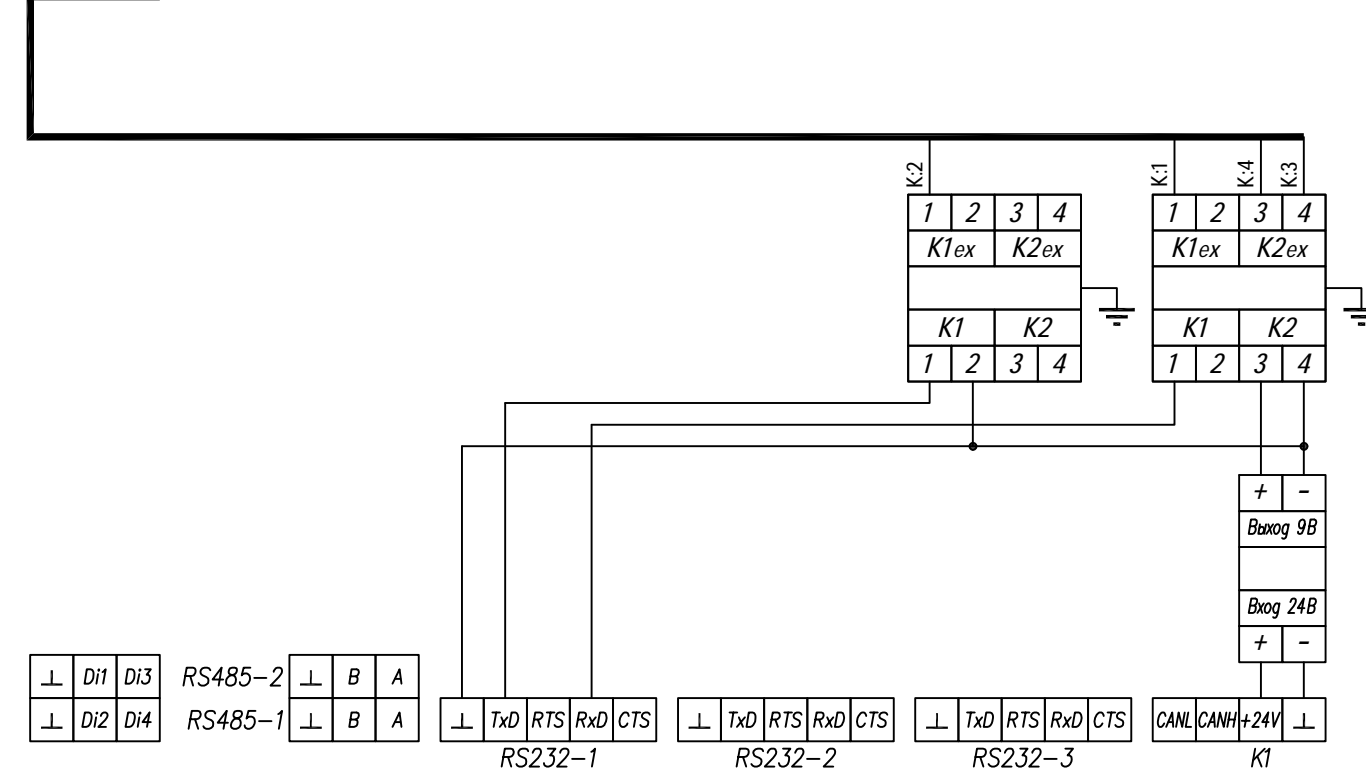 K:2 K:1 K:4 K:3
1 2 3 4 1 2 3 4
K1ex K2ex K1ex K2ex
K1 K2 K1 K2
1 2 3 4 1 2 3 4
+ -
Выход 9В
Вход 24В
+ -
⊥ Di1 Di3 RS485-2 ⊥ B A
⊥ Di2 Di4 RS485-1 ⊥ B A
⊥ TxD RTS RxD CTS ⊥ TxD RTS RxD CTS ⊥ TxD RTS RxD CTS CANL CANH +24V ⊥
RS232-1 RS232-2 RS232-3 K1